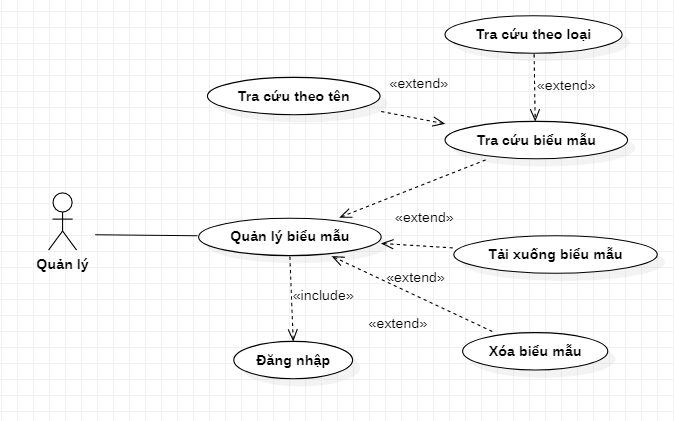 Tra cứu theo loại
«extend»
«extend»
Tra cứu theo tên
Tra cứu biểu mẫu
«extend»
Quản lý biểu mẫu
Tải xuống biểu mẫu
Quản lý
«extend»
«include»
«extend»
Xóa biểu mẫu
Đăng nhập